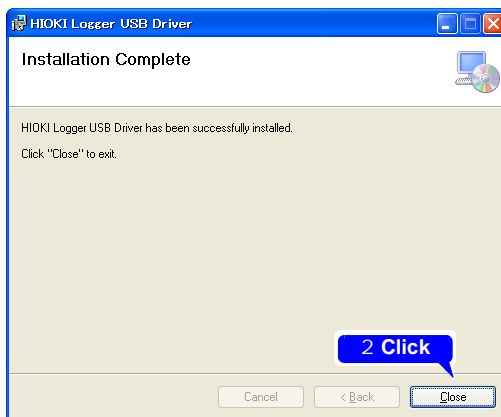 HIOKI Logger USB Driver
Installation Complete
HIOKI Logger USB Driver has been successfully installed.
Click "Close" to exit.
2 Click
Cancel
< Back
Close